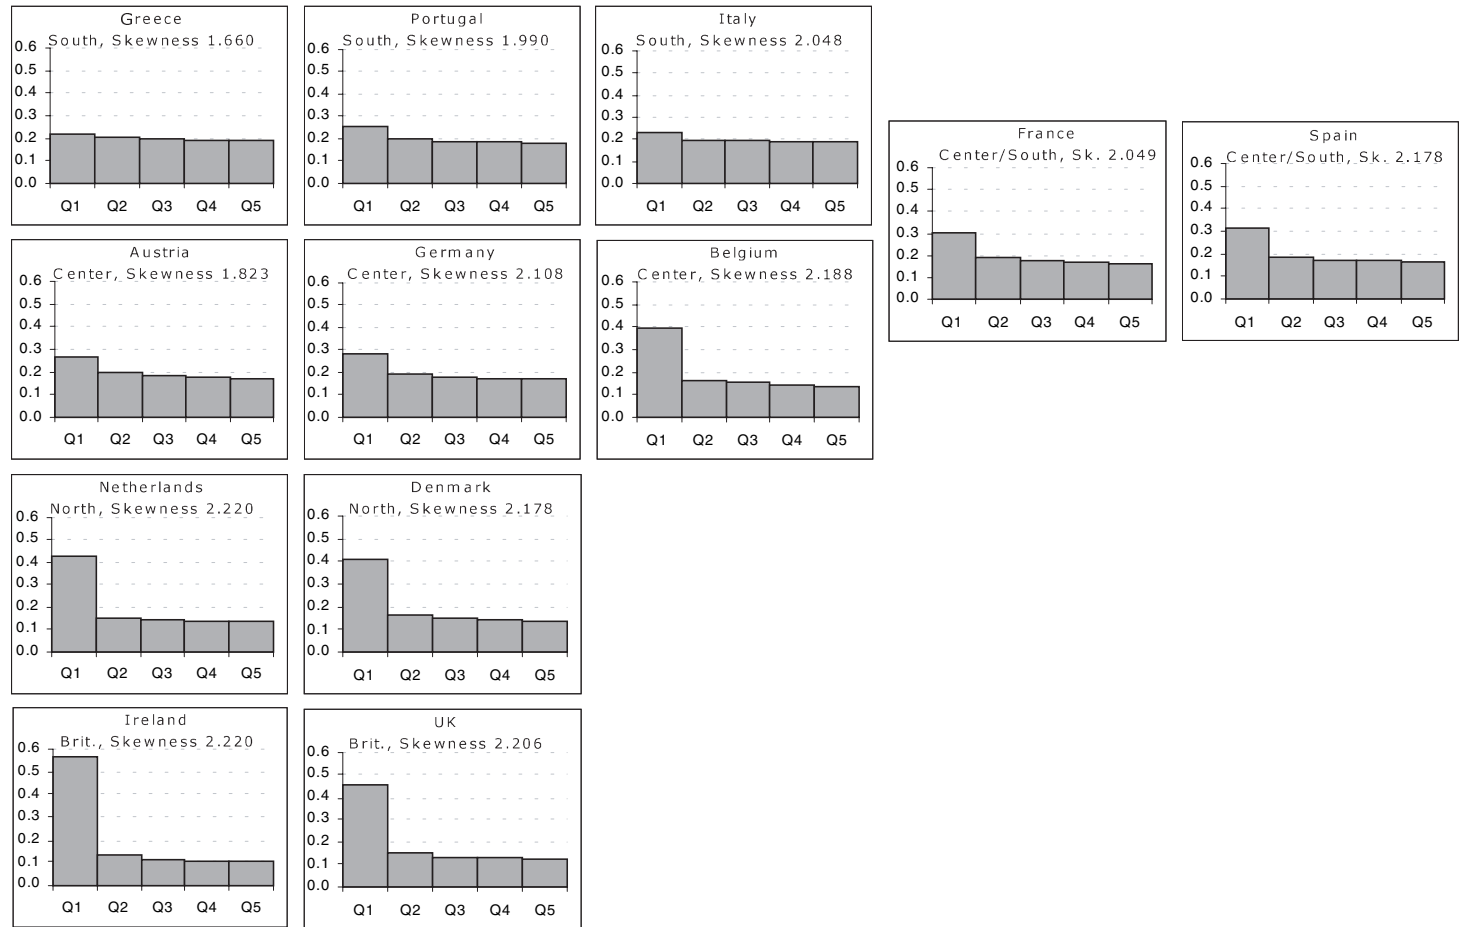 Greece
South, Skewness 1.660
0.6
0.5
0.4
0.3
0.2
0.1
0.0
Q1 Q2 Q3 Q4 Q5
Portugal
South, Skewness 1.990
0.6
0.5
0.4
0.3
0.2
0.1
0.0
Q1 Q2 Q3 Q4 Q5
Italy
South, Skewness 2.048
0.6
0.5
0.4
0.3
0.2
0.1
0.0
Q1 Q2 Q3 Q4 Q5
France
Center/South, Sk. 2.049
0.6
0.5
0.4
0.3
0.2
0.1
0.0
Q1 Q2 Q3 Q4 Q5
Spain
Center/South, Sk. 2.178
0.6
0.5
0.4
0.3
0.2
0.1
0.0
Q1 Q2 Q3 Q4 Q5
Austria
Center, Skewness 1.823
0.6
0.5
0.4
0.3
0.2
0.1
0.0
Q1 Q2 Q3 Q4 Q5
Germany
Center, Skewness 2.108
0.6
0.5
0.4
0.3
0.2
0.1
0.0
Q1 Q2 Q3 Q4 Q5
Belgium
Center, Skewness 2.188
0.6
0.5
0.4
0.3
0.2
0.1
0.0
Q1 Q2 Q3 Q4 Q5
Netherlands
North, Skewness 2.220
0.6
0.5
0.4
0.3
0.2
0.1
0.0
Q1 Q2 Q3 Q4 Q5
Denmark
North, Skewness 2.178
0.6
0.5
0.4
0.3
0.2
0.1
0.0
Q1 Q2 Q3 Q4 Q5
Ireland
Brit., Skewness 2.220
0.6
0.5
0.4
0.3
0.2
0.1
0.0
Q1 Q2 Q3 Q4 Q5
UK
Brit., Skewness 2.206
0.6
0.5
0.4
0.3
0.2
0.1
0.0
Q1 Q2 Q3 Q4 Q5